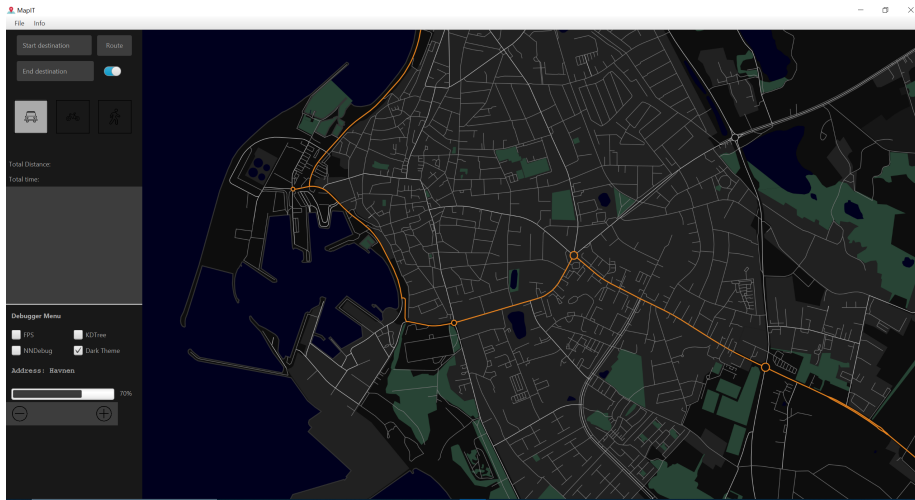 MapIT
File Info
Start destination Route
End destination
Total Distance:
Total time:
Debugger Menu
FPS KDTree
NNDebug Dark Theme
Address: Havnen
70%